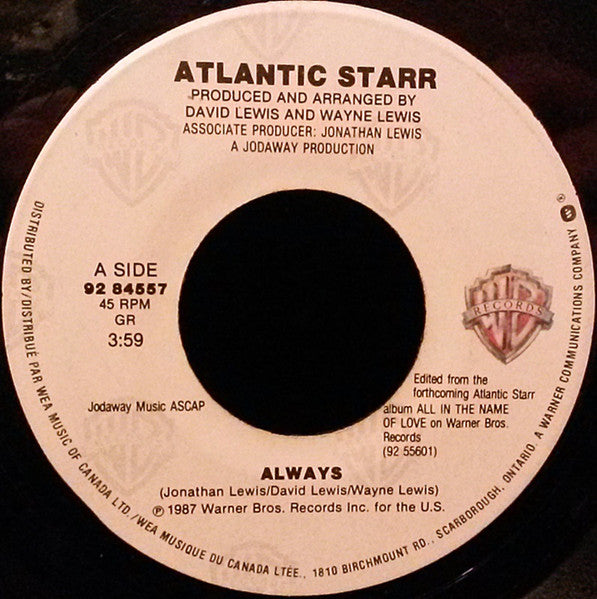 ATLANTIC STARR
PRODUCED AND ARRANGED BY
DAVID LEWIS AND WAYNE LEWIS
ASSOCIATE PRODUCER: JONATHAN LEWIS
A JODAWAY PRODUCTION
A SIDE
92 84557
45 RPM
GR
3:59
RECORDS
Jodaway Music ASCAP
Edited from the
forthcoming Atlantic Starr
album ALL IN THE NAME
OF LOVE on Warner Bros.
Records
(92 55601)
ALWAYS
(Jonathan Lewis/David Lewis/Wayne Lewis)
℗ 1987 Warner Bros. Records Inc. for the U.S.
DISTRIBUTED BY/DISTRIBUÉ PAR WEA MUSIC OF CANADA LTD./WEA MUSIQUE DU CANADA LTÉE., 1810 BIRCHMOUNT RD., SCARBOROUGH, ONTARIO. A WARNER COMMUNICATIONS COMPANY